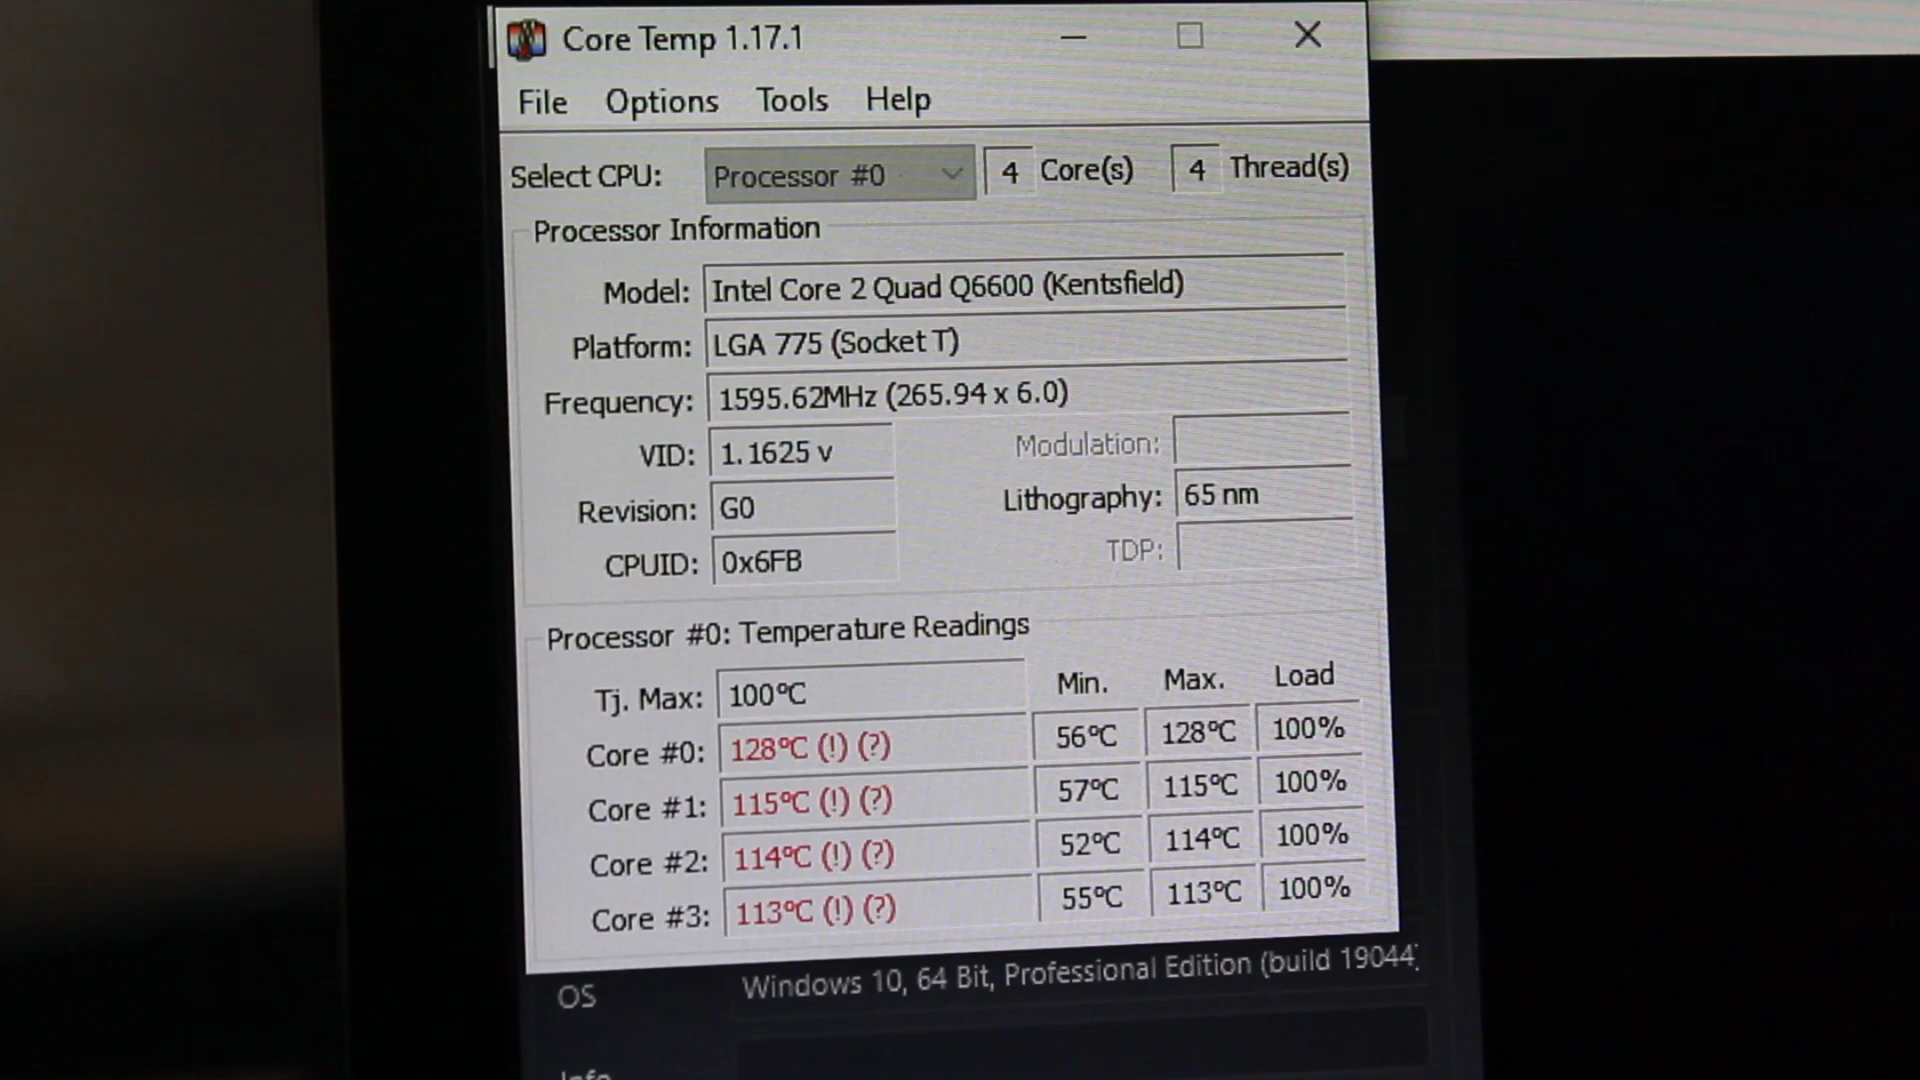 Core Temp 1.17.1
File Options Tools Help
Select CPU: Processor #0 4 Core(s) 4 Thread(s)
Processor Information
Model: Intel Core 2 Quad Q6600 (Kentsfield)
Platform: LGA 775 (Socket T)
Frequency: 1595.62MHz (265.94 x 6.0)
VID: 1.1625 v Modulation:
Revision: G0 Lithography: 65 nm
CPUID: 0x6FB TDP:
Processor #0: Temperature Readings
Tj. Max: 100°C Min. Max. Load
Core #0: 128°C (!) (?) 56°C 128°C 100%
Core #1: 115°C (!) (?) 57°C 115°C 100%
Core #2: 114°C (!) (?) 52°C 114°C 100%
Core #3: 113°C (!) (?) 55°C 113°C 100%
OS Windows 10, 64 Bit, Professional Edition (build 19044)
Info